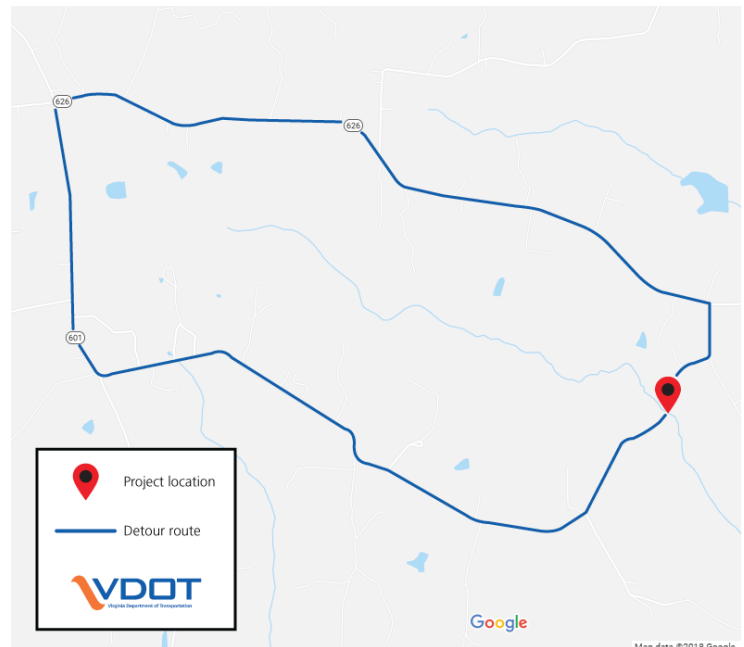 626
626
601
Project location
Detour route
VDOT
Virginia Department of Transportation
Google
Map data ©2018 Google